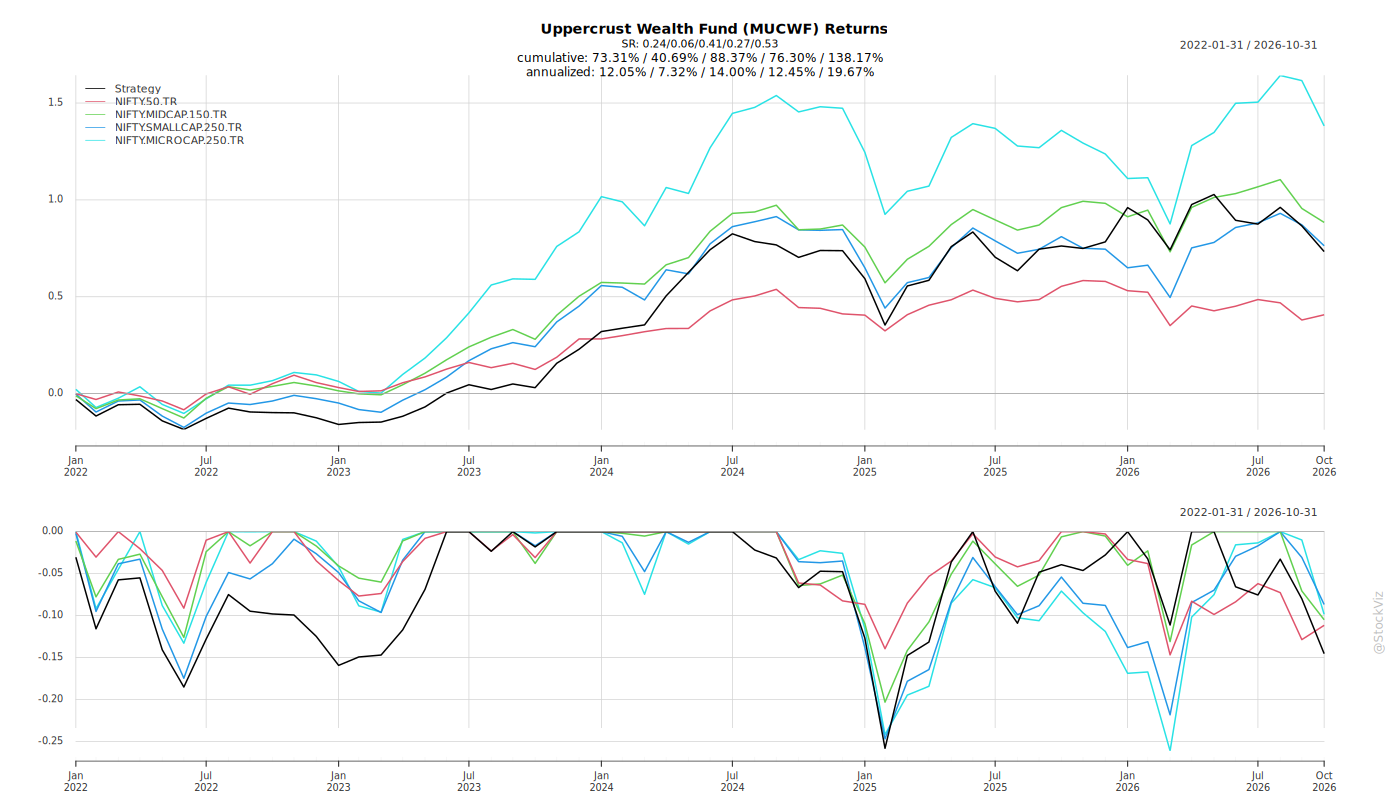 Uppercrust Wealth Fund (MUCWF) Returns
SR: 0.24/0.06/0.41/0.27/0.53
cumulative: 73.31% / 40.69% / 88.37% / 76.30% / 138.17%
annualized: 12.05% / 7.32% / 14.00% / 12.45% / 19.67%
2022-01-31 / 2026-10-31
Strategy
NIFTY.50.TR
NIFTY.MIDCAP.150.TR
NIFTY.SMALLCAP.250.TR
NIFTY.MICROCAP.250.TR
1.5
1.0
0.5
0.0
Jan Jul Jan Jul Jan Jul Jan Jul Jan Jul Oct
2022 2022 2023 2023 2024 2024 2025 2025 2026 2026 2026
2022-01-31 / 2026-10-31
0.00
-0.05
-0.10
-0.15
-0.20
-0.25
Jan Jul Jan Jul Jan Jul Jan Jul Jan Jul Oct
2022 2022 2023 2023 2024 2024 2025 2025 2026 2026 2026
@StockViz